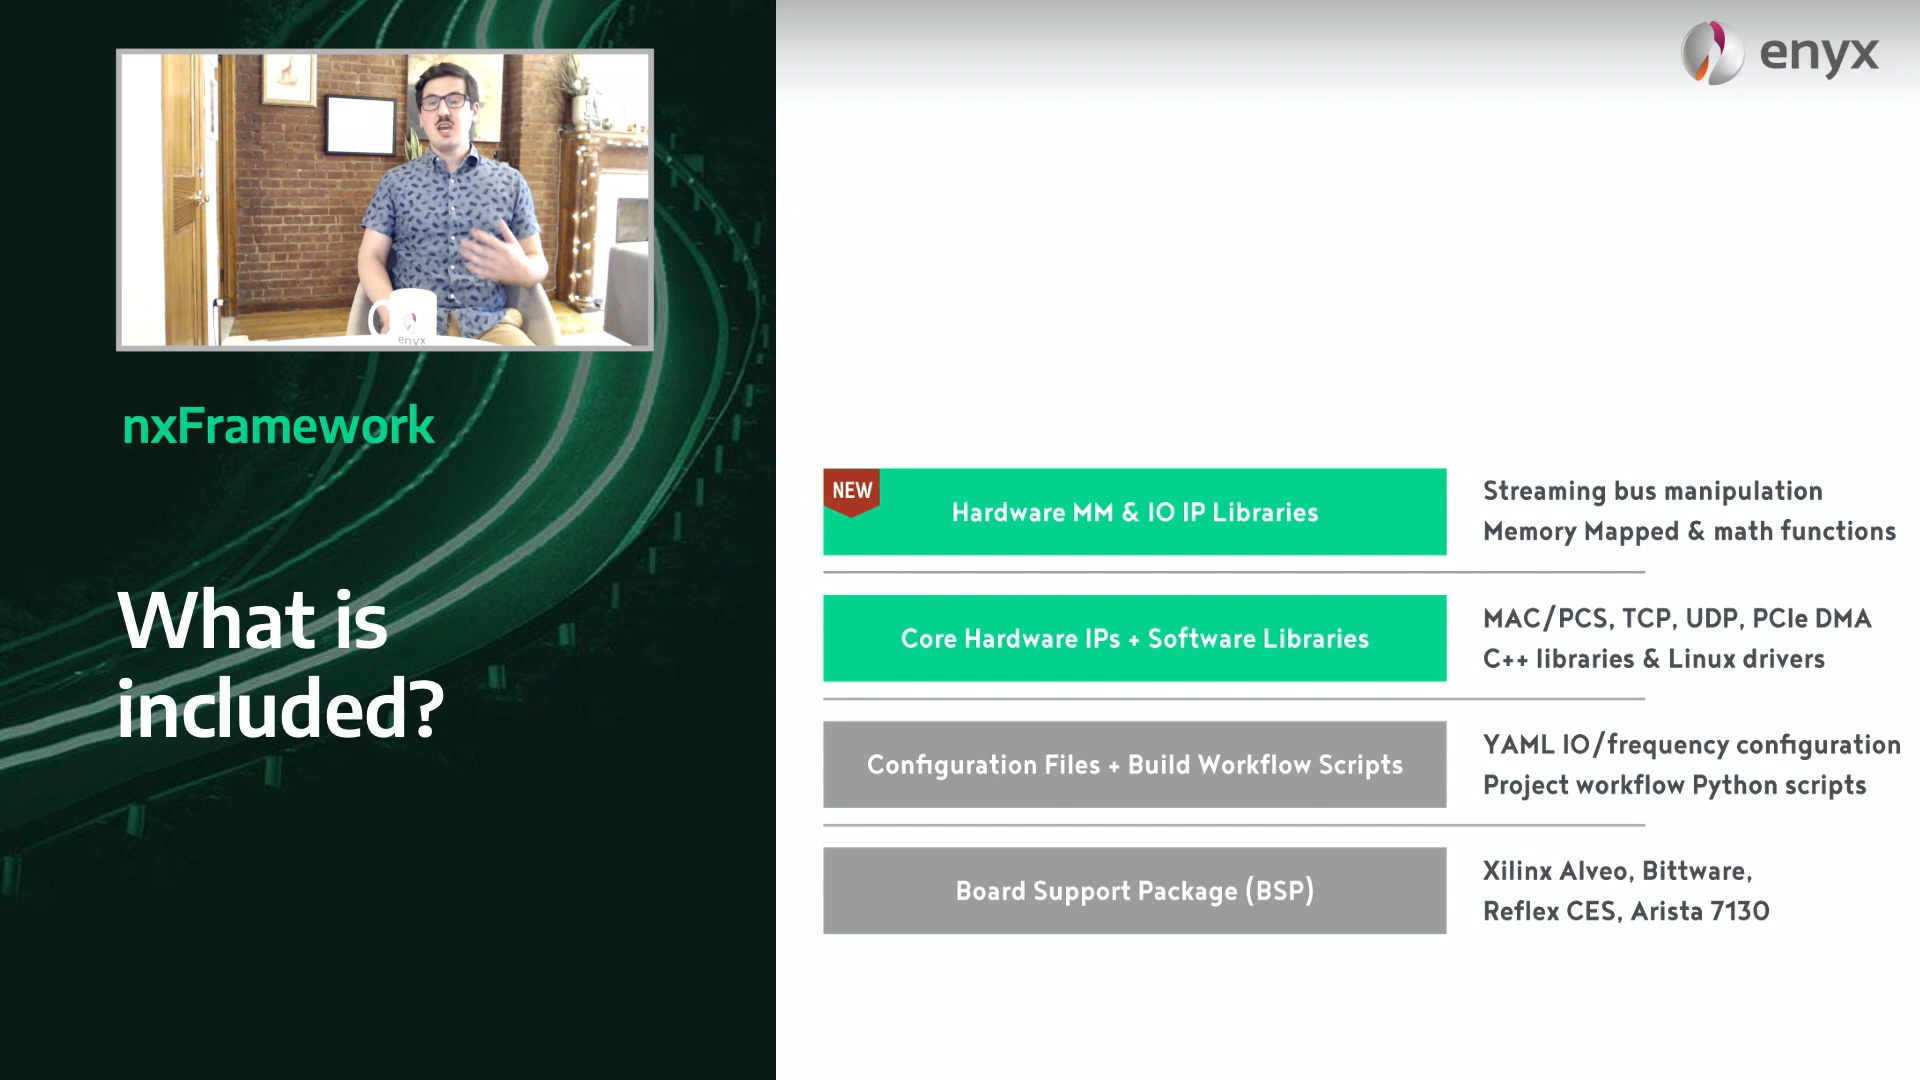 enyx
enyx
nxFramework
What is
included?
NEW
Hardware MM & IO IP Libraries
Streaming bus manipulation
Memory Mapped & math functions
Core Hardware IPs + Software Libraries
MAC/PCS, TCP, UDP, PCIe DMA
C++ libraries & Linux drivers
Configuration Files + Build Workflow Scripts
YAML IO/frequency configuration
Project workflow Python scripts
Board Support Package (BSP)
Xilinx Alveo, Bittware,
Reflex CES, Arista 7130